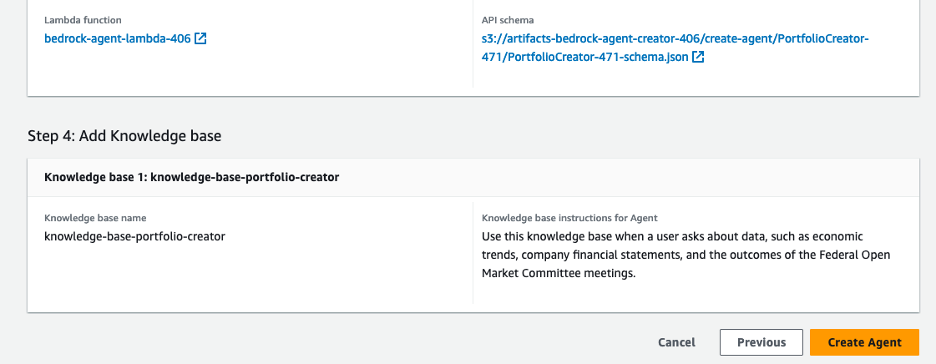 Lambda function
bedrock-agent-lambda-406
API schema
s3://artifacts-bedrock-agent-creator-406/create-agent/PortfolioCreator-
471/PortfolioCreator-471-schema.json
Step 4: Add Knowledge base
Knowledge base 1: knowledge-base-portfolio-creator
Knowledge base name
knowledge-base-portfolio-creator
Knowledge base instructions for Agent
Use this knowledge base when a user asks about data, such as economic
trends, company financial statements, and the outcomes of the Federal Open
Market Committee meetings.
Cancel
Previous
Create Agent